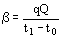 β = qQ / (t₁ − t₀)